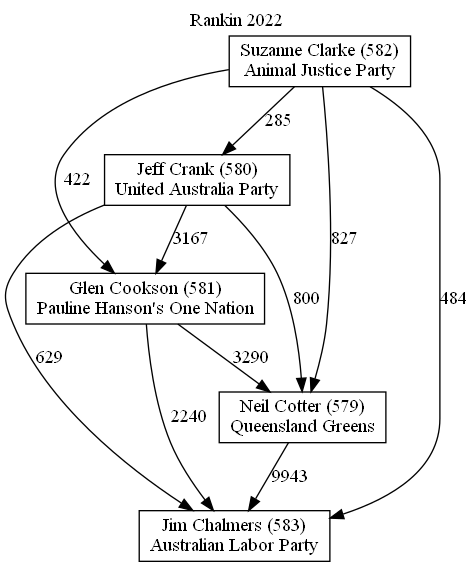 Rankin 2022
Suzanne Clarke (582)
Animal Justice Party
285
Jeff Crank (580)
United Australia Party
422
3167
827
Glen Cookson (581)
Pauline Hanson's One Nation
800
484
629
3290
Neil Cotter (579)
Queensland Greens
2240
9943
Jim Chalmers (583)
Australian Labor Party